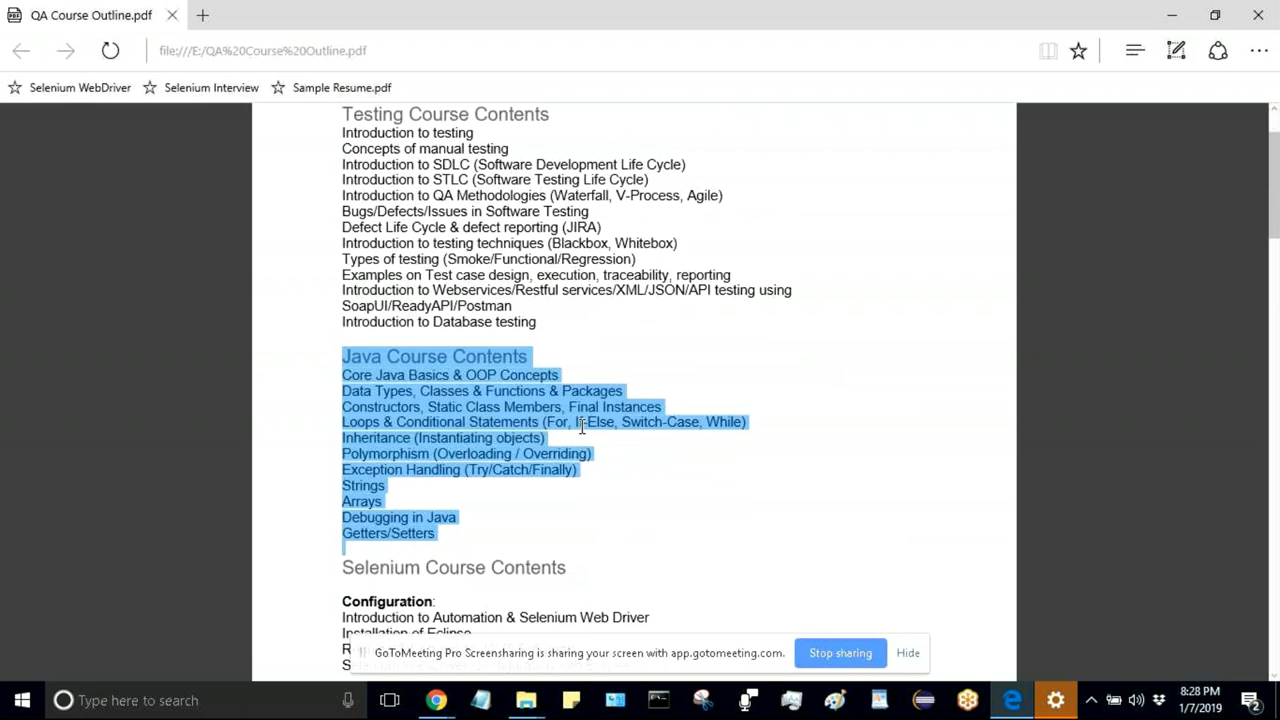 QA Course Outline.pdf
file:///E:/QA%20Course%20Outline.pdf
Selenium WebDriver
Selenium Interview
Sample Resume.pdf
Testing Course Contents
Introduction to testing
Concepts of manual testing
Introduction to SDLC (Software Development Life Cycle)
Introduction to STLC (Software Testing Life Cycle)
Introduction to QA Methodologies (Waterfall, V-Process, Agile)
Bugs/Defects/Issues in Software Testing
Defect Life Cycle & defect reporting (JIRA)
Introduction to testing techniques (Blackbox, Whitebox)
Types of testing (Smoke/Functional/Regression)
Examples on Test case design, execution, traceability, reporting
Introduction to Webservices/Restful services/XML/JSON/API testing using
SoapUI/ReadyAPI/Postman
Introduction to Database testing
Java Course Contents
Core Java Basics & OOP Concepts
Data Types, Classes & Functions & Packages
Constructors, Static Class Members, Final Instances
Loops & Conditional Statements (For, If-Else, Switch-Case, While)
Inheritance (Instantiating objects)
Polymorphism (Overloading / Overriding)
Exception Handling (Try/Catch/Finally)
Strings
Arrays
Debugging in Java
Getters/Setters
Selenium Course Contents
Configuration:
Introduction to Automation & Selenium Web Driver
Installation of Eclipse
GoToMeeting Pro Screensharing is sharing your screen with app.gotomeeting.com.
Stop sharing
Hide
Type here to search
8:28 PM
1/7/2019